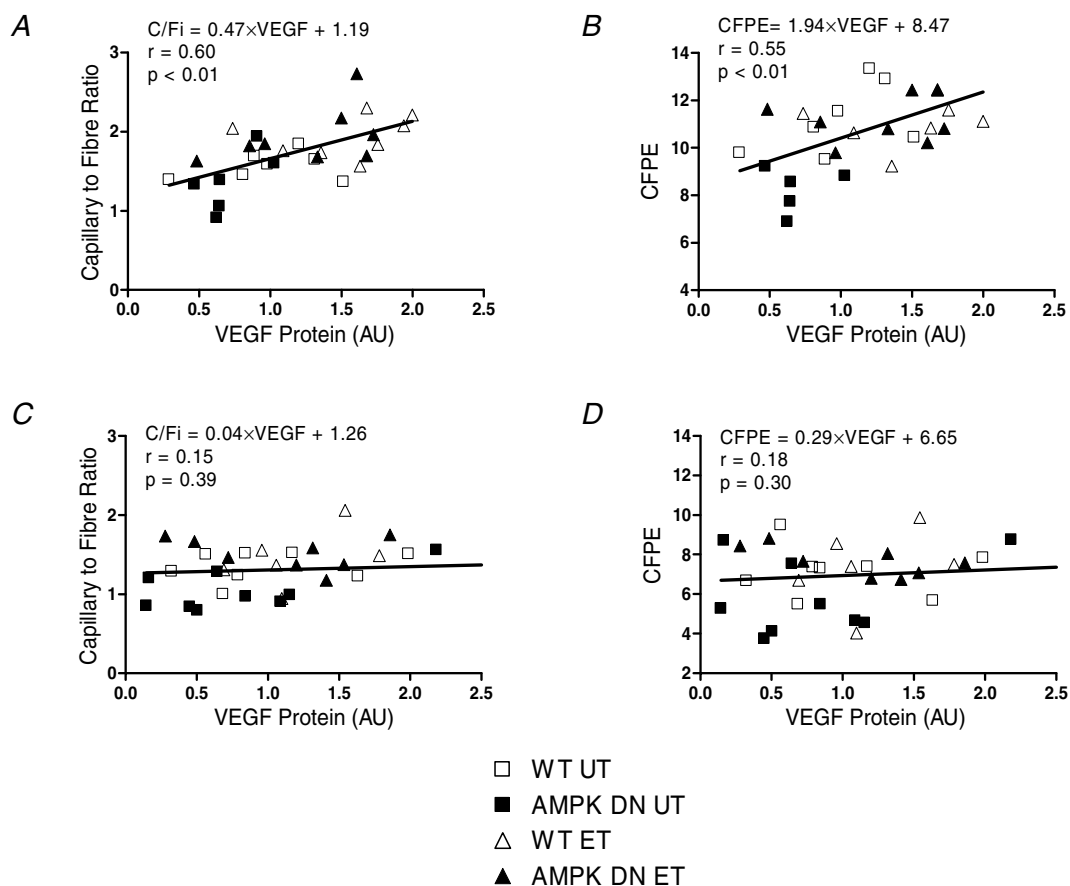 A
C/Fi = 0.47×VEGF + 1.19
r = 0.60
p < 0.01
3
2
1
0
Capillary to Fibre Ratio
0.0 0.5 1.0 1.5 2.0 2.5
VEGF Protein (AU)
B
CFPE= 1.94×VEGF + 8.47
r = 0.55
p < 0.01
14
12
10
8
6
4
CFPE
0.0 0.5 1.0 1.5 2.0 2.5
VEGF Protein (AU)
C
C/Fi = 0.04×VEGF + 1.26
r = 0.15
p = 0.39
3
2
1
0
Capillary to Fibre Ratio
0.0 0.5 1.0 1.5 2.0 2.5
VEGF Protein (AU)
D
CFPE = 0.29×VEGF + 6.65
r = 0.18
p = 0.30
14
12
10
8
6
4
2
CFPE
0.0 0.5 1.0 1.5 2.0 2.5
VEGF Protein (AU)
WT UT
AMPK DN UT
WT ET
AMPK DN ET